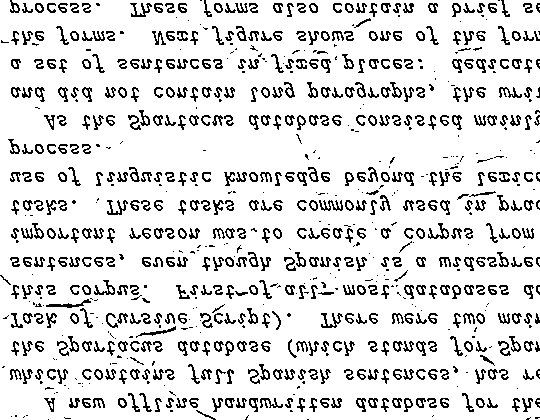 A new offline handwritten database for the
which contains full Spanish sentences, has re
the Spartacus database (which stands for Span
Task of Cursive Script). There were two main
this corpus. First of all, most databases do
sentences, even though Spanish is a widesprea
important reason was to create a corpus from
tasks. These tasks are commonly used in prac
use of linguistic knowledge beyond the lexico
process.
As the Spartacus database consisted mainly
and did not contain long paragraphs, the writ
a set of sentences in fixed places: dedicate
the forms. Next figure shows one of the form
process. These forms also contain a brief se